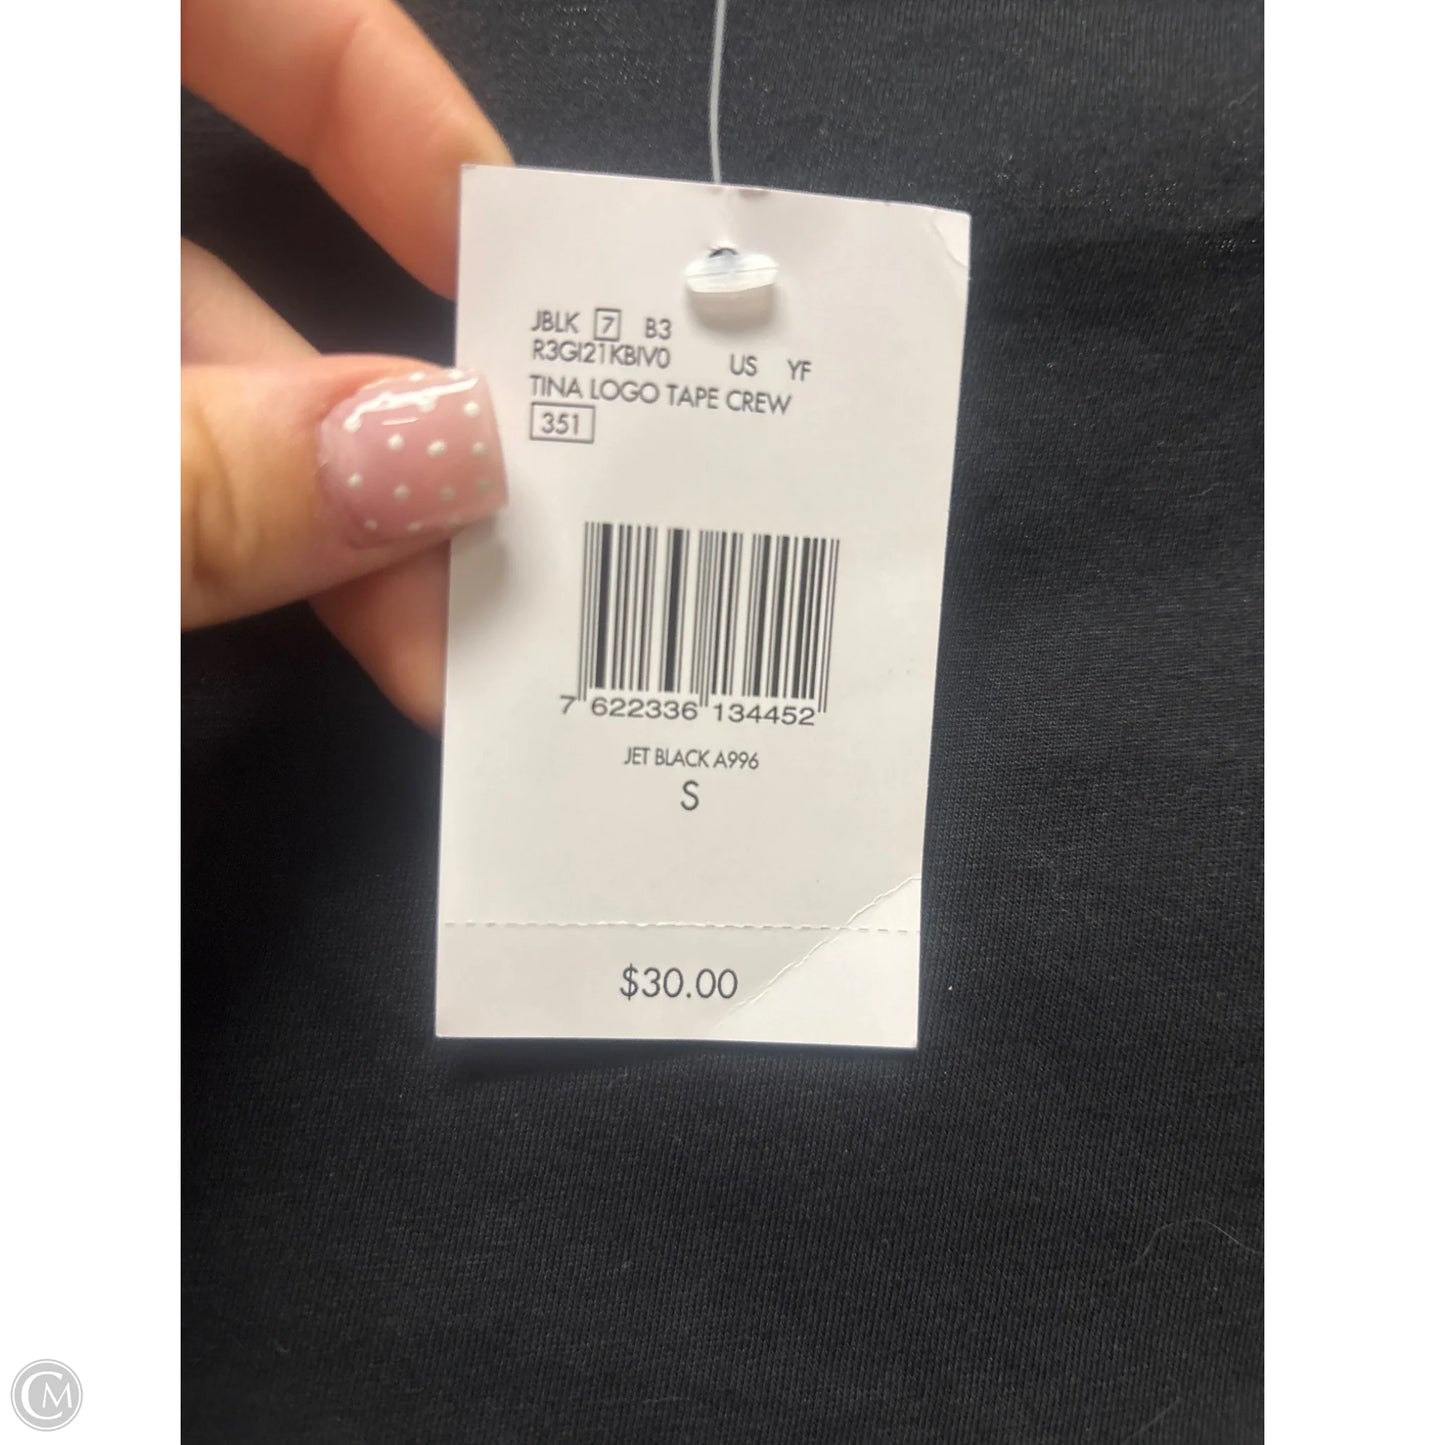 JBLK 7 B3
R3GI21KBIV0 US YF
TINA LOGO TAPE CREW
351
7 622336 134452
JET BLACK A996
S
$30.00
CM